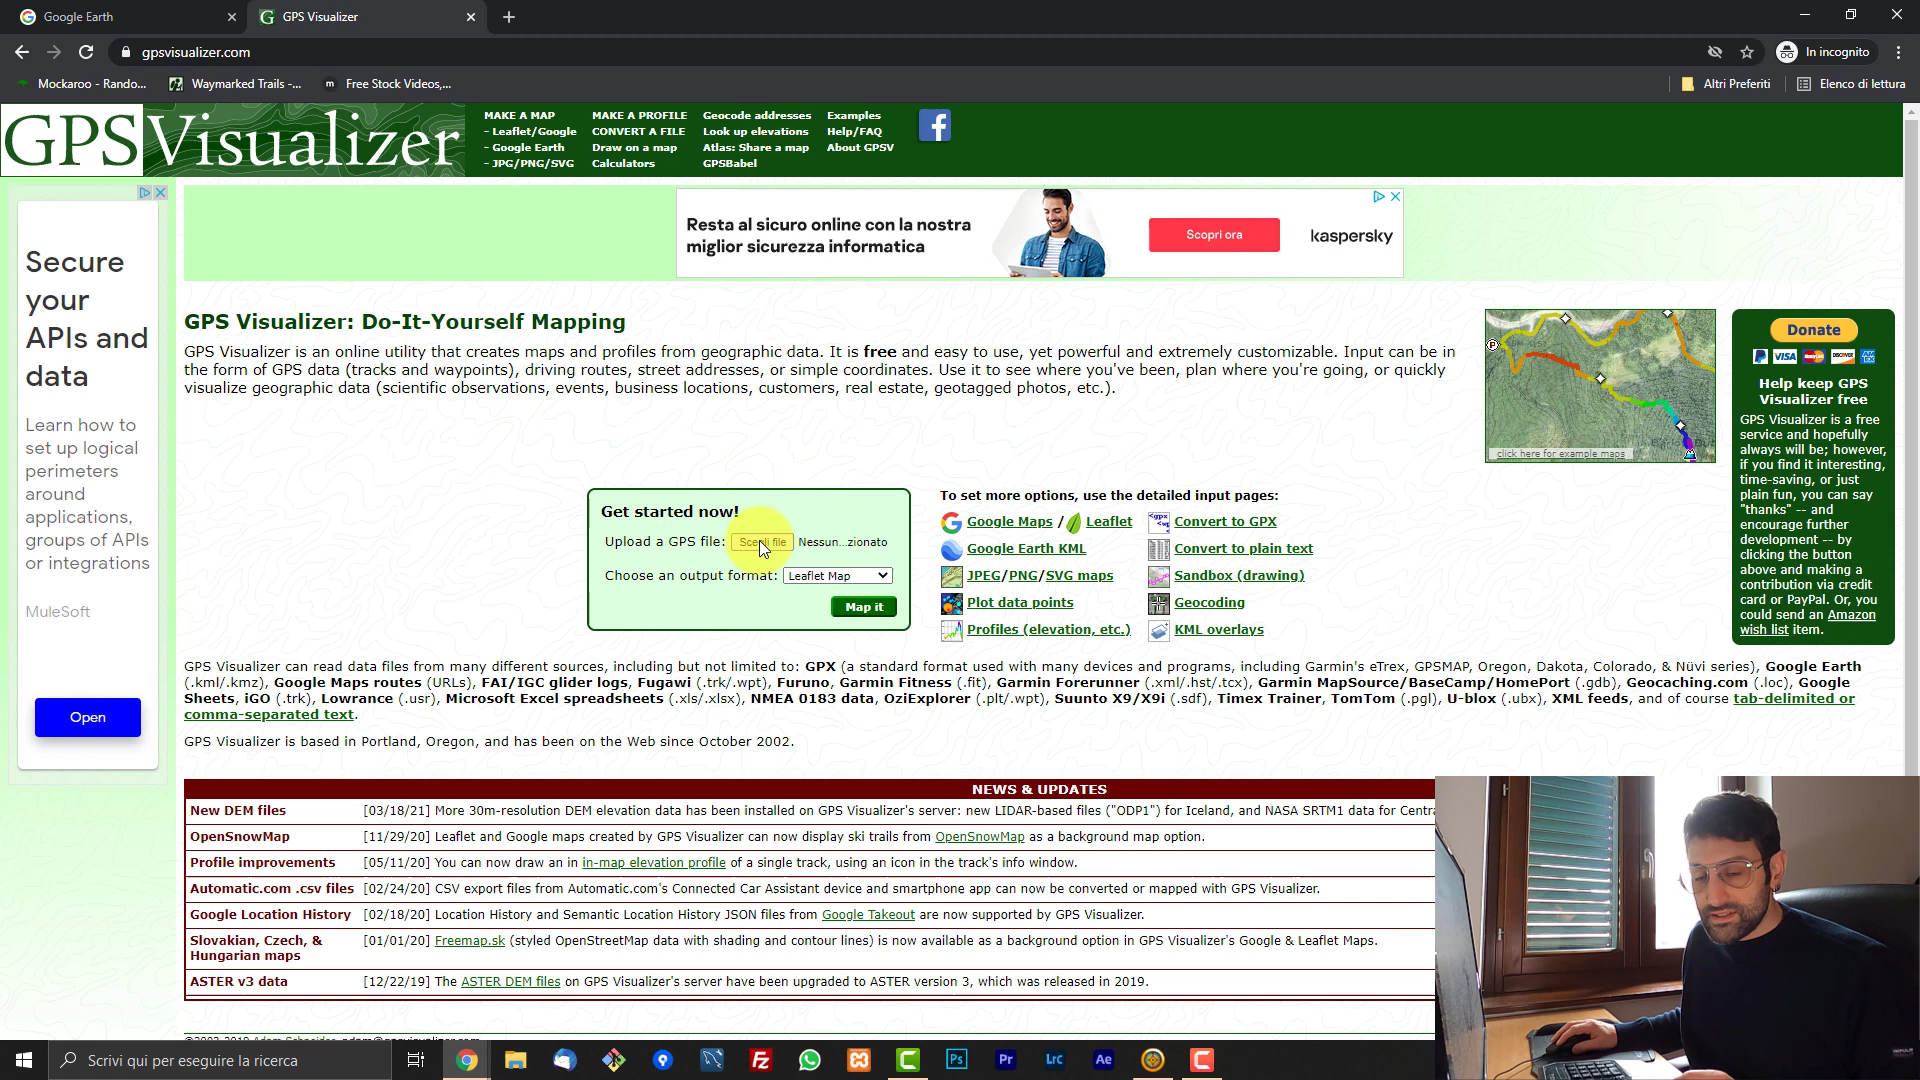 Google Earth
GPS Visualizer
gpsvisualizer.com
In incognito
Mockaroo - Rando...
Waymarked Trails -...
Free Stock Videos,...
Altri Preferiti
Elenco di lettura
GPSVisualizer
MAKE A MAP
- Leaflet/Google
- Google Earth
- JPG/PNG/SVG
MAKE A PROFILE
CONVERT A FILE
Draw on a map
Calculators
Geocode addresses
Look up elevations
Atlas: Share a map
GPSBabel
Examples
Help/FAQ
About GPSV
Secure
your
APIs and
data
Learn how to
set up logical
perimeters
around
applications,
groups of APIs
or integrations
MuleSoft
Open
Resta al sicuro online con la nostra
miglior sicurezza informatica
Scopri ora
kaspersky
GPS Visualizer: Do-It-Yourself Mapping
GPS Visualizer is an online utility that creates maps and profiles from geographic data. It is free and easy to use, yet powerful and extremely customizable. Input can be in
the form of GPS data (tracks and waypoints), driving routes, street addresses, or simple coordinates. Use it to see where you've been, plan where you're going, or quickly
visualize geographic data (scientific observations, events, business locations, customers, real estate, geotagged photos, etc.).
click here for example maps
Donate
VISA
Help keep GPS
Visualizer free
GPS Visualizer is a free
service and hopefully
always will be; however,
if you find it interesting,
time-saving, or just
plain fun, you can say
"thanks" -- and
encourage further
development -- by
clicking the button
above and making a
contribution via credit
card or PayPal. Or, you
could send an Amazon
wish list item.
Get started now!
Upload a GPS file: Scegli file Nessun...zionato
Choose an output format: Leaflet Map
Map it
To set more options, use the detailed input pages:
Google Maps / Leaflet
Google Earth KML
JPEG/PNG/SVG maps
Plot data points
Profiles (elevation, etc.)
Convert to GPX
Convert to plain text
Sandbox (drawing)
Geocoding
KML overlays
GPS Visualizer can read data files from many different sources, including but not limited to: GPX (a standard format used with many devices and programs, including Garmin's eTrex, GPSMAP, Oregon, Dakota, Colorado, & Nüvi series), Google Earth
(.kml/.kmz), Google Maps routes (URLs), FAI/IGC glider logs, Fugawi (.trk/.wpt), Furuno, Garmin Fitness (.fit), Garmin Forerunner (.xml/.hst/.tcx), Garmin MapSource/BaseCamp/HomePort (.gdb), Geocaching.com (.loc), Google
Sheets, iGO (.trk), Lowrance (.usr), Microsoft Excel spreadsheets (.xls/.xlsx), NMEA 0183 data, OziExplorer (.plt/.wpt), Suunto X9/X9i (.sdf), Timex Trainer, TomTom (.pgl), U-blox (.ubx), XML feeds, and of course tab-delimited or
comma-separated text.
GPS Visualizer is based in Portland, Oregon, and has been on the Web since October 2002.
NEWS & UPDATES
New DEM files [03/18/21] More 30m-resolution DEM elevation data has been installed on GPS Visualizer's server: new LIDAR-based files ("ODP1") for Iceland, and NASA SRTM1 data for Centra
OpenSnowMap [11/29/20] Leaflet and Google maps created by GPS Visualizer can now display ski trails from OpenSnowMap as a background map option.
Profile improvements [05/11/20] You can now draw an in in-map elevation profile of a single track, using an icon in the track's info window.
Automatic.com .csv files [02/24/20] CSV export files from Automatic.com's Connected Car Assistant device and smartphone app can now be converted or mapped with GPS Visualizer.
Google Location History [02/18/20] Location History and Semantic Location History JSON files from Google Takeout are now supported by GPS Visualizer.
Slovakian, Czech, & [01/01/20] Freemap.sk (styled OpenStreetMap data with shading and contour lines) is now available as a background option in GPS Visualizer's Google & Leaflet Maps.
Hungarian maps
ASTER v3 data [12/22/19] The ASTER DEM files on GPS Visualizer's server have been upgraded to ASTER version 3, which was released in 2019.
Scrivi qui per eseguire la ricerca
Ps
Pr
Lrc
Ae